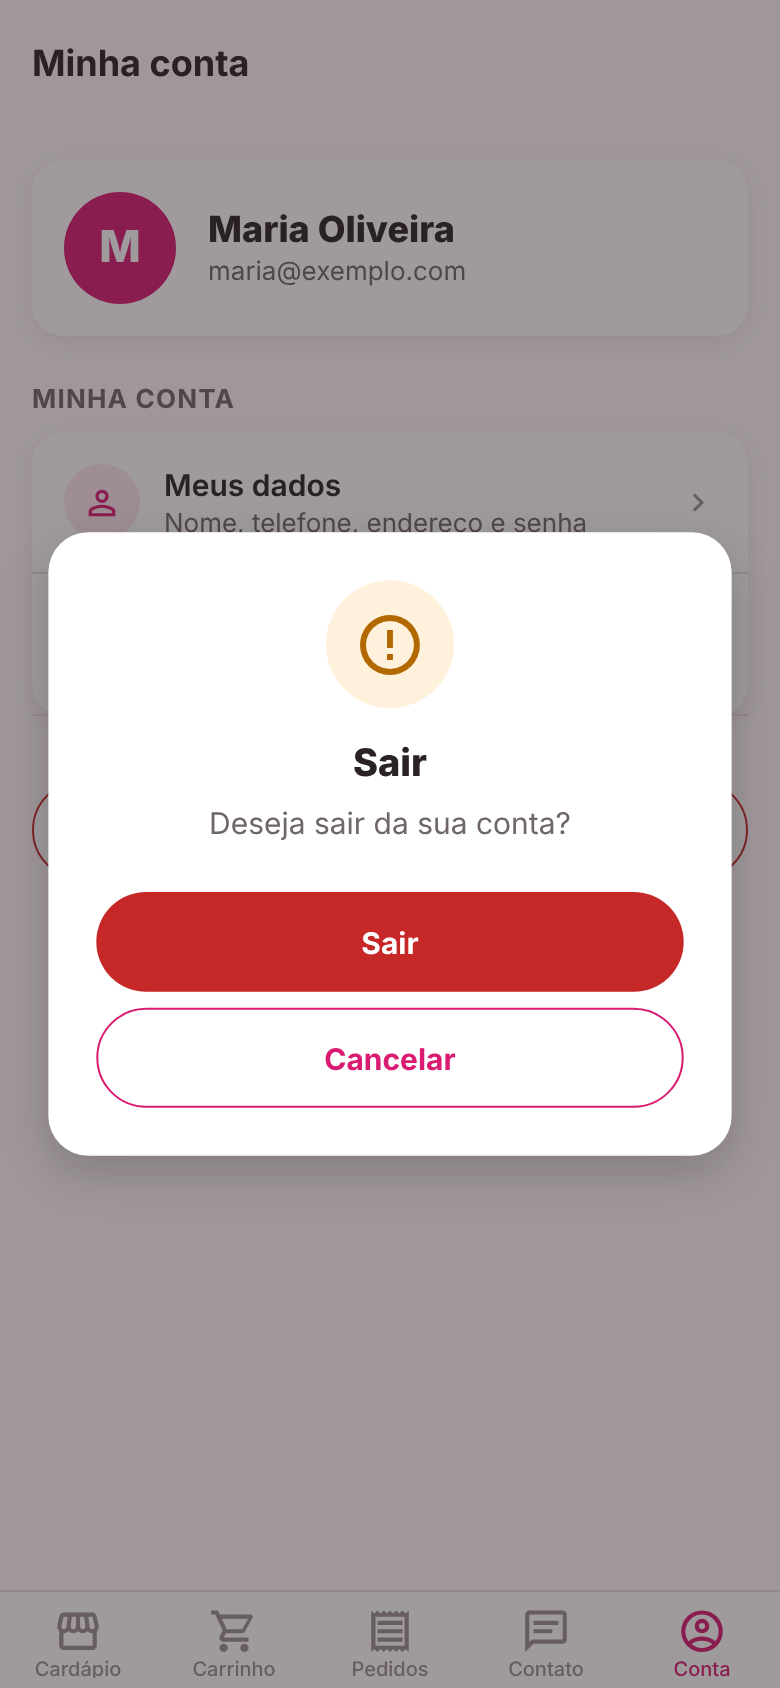 Minha conta
M
Maria Oliveira
maria@exemplo.com
MINHA CONTA
Meus dados
Nome, telefone, endereço e senha
Sair
Deseja sair da sua conta?
Sair
Cancelar
Cardápio
Carrinho
Pedidos
Contato
Conta